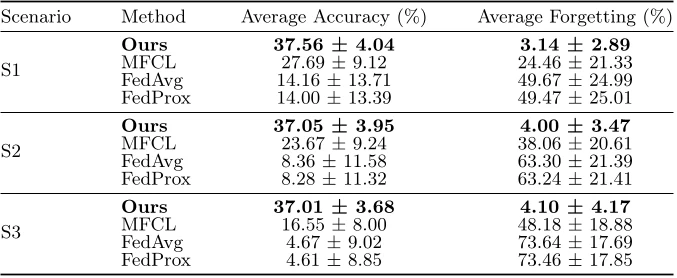 Scenario Method Average Accuracy (%) Average Forgetting (%)
S1 Ours 37.56 ± 4.04 3.14 ± 2.89
MFCL 27.69 ± 9.12 24.46 ± 21.33
FedAvg 14.16 ± 13.71 49.67 ± 24.99
FedProx 14.00 ± 13.39 49.47 ± 25.01
S2 Ours 37.05 ± 3.95 4.00 ± 3.47
MFCL 23.67 ± 9.24 38.06 ± 20.61
FedAvg 8.36 ± 11.58 63.30 ± 21.39
FedProx 8.28 ± 11.32 63.24 ± 21.41
S3 Ours 37.01 ± 3.68 4.10 ± 4.17
MFCL 16.55 ± 8.00 48.18 ± 18.88
FedAvg 4.67 ± 9.02 73.64 ± 17.69
FedProx 4.61 ± 8.85 73.46 ± 17.85